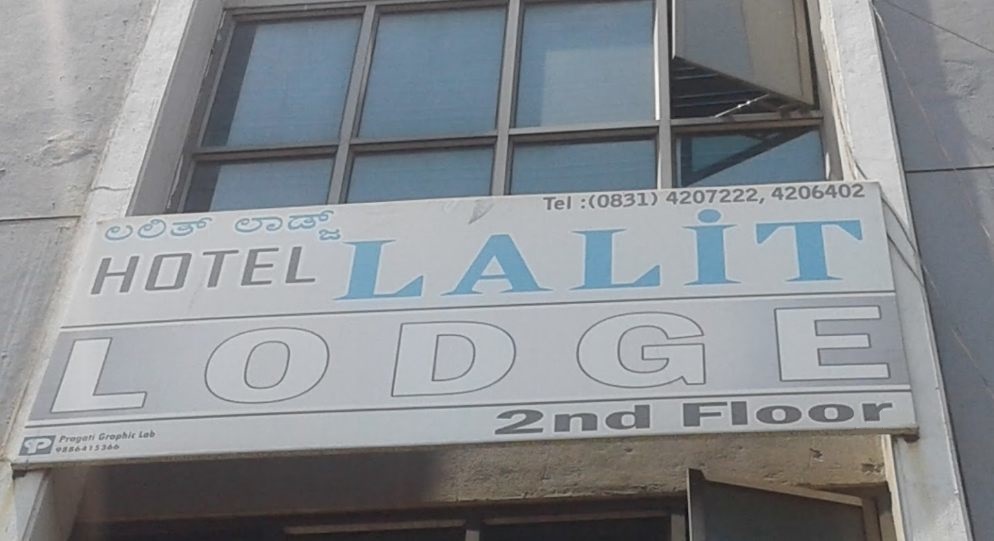 Tel :(0831) 4207222, 4206402
ಲಲಿತ್ ಲಾಡ್ಜ್
HOTEL LALiT
LODGE
2nd Floor
Pragati Graphic Lab
9886415366